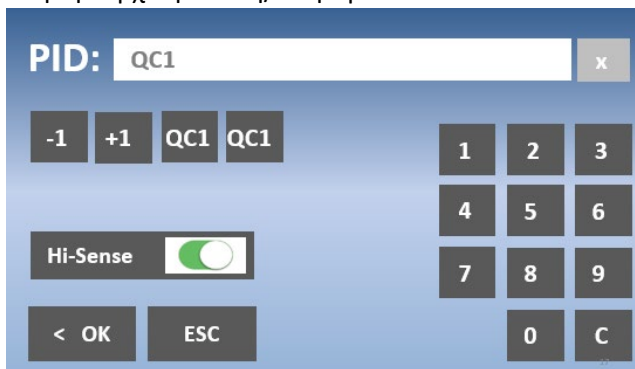 PID: QC1 x
-1 +1 QC1 QC1
1 2 3
4 5 6
Hi-Sense
7 8 9
< OK ESC
0 C